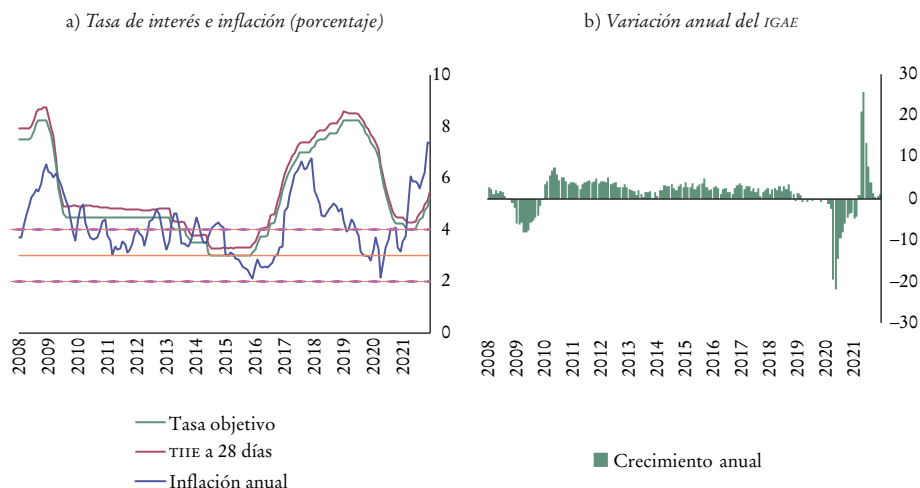 a) Tasa de interés e inflación (porcentaje)
10
8
6
4
2
0
2008 2009 2010 2011 2012 2013 2014 2015 2016 2017 2018 2019 2020 2021
Tasa objetivo
TIIE a 28 días
Inflación anual
b) Variación anual del IGAE
30
20
10
0
–10
–20
–30
2008 2009 2010 2011 2012 2013 2014 2015 2016 2017 2018 2019 2020 2021
Crecimiento anual